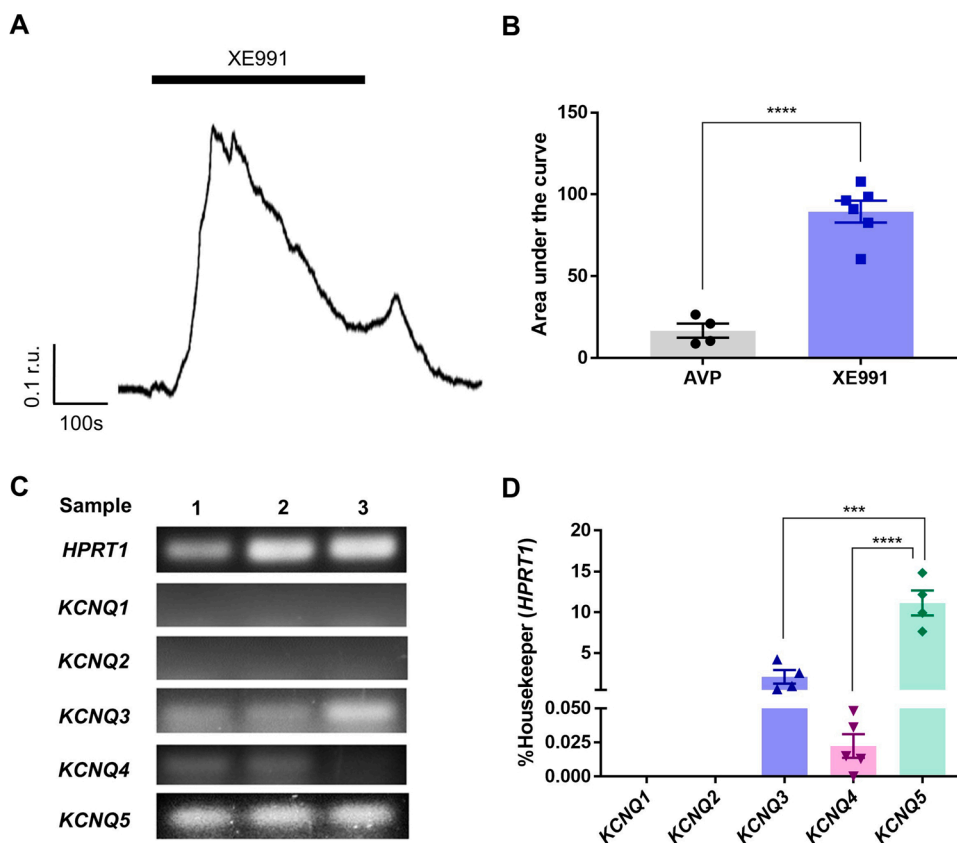 A
XE991
0.1 r.u.
100s
B
Area under the curve
150
100
50
0
****
AVP
XE991
C
Sample 1 2 3
HPRT1
KCNQ1
KCNQ2
KCNQ3
KCNQ4
KCNQ5
D
%Housekeeper (HPRT1)
20
15
10
5
0.050
0.025
0.000
***
****
KCNQ1
KCNQ2
KCNQ3
KCNQ4
KCNQ5